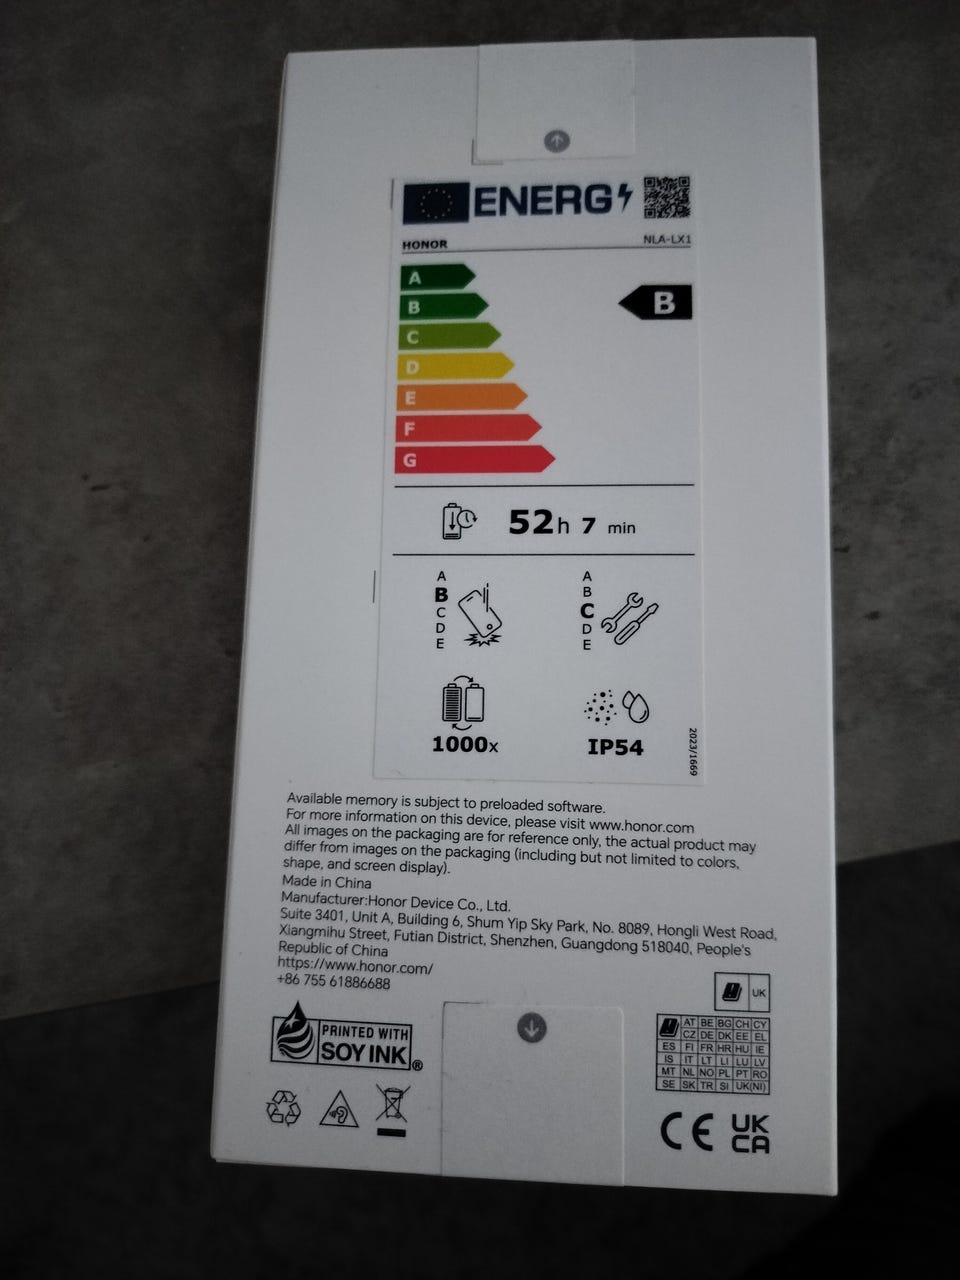 ENERG
HONOR NLA-LX1
A
B
B
C
D
E
F
G
52h 7 min
A
B
C
D
E
A
B
C
D
E
1000x
IP54
2023/1669
Available memory is subject to preloaded software.
For more information on this device, please visit www.honor.com
All images on the packaging are for reference only, the actual product may
differ from images on the packaging (including but not limited to colors,
shape, and screen display).
Made in China
Manufacturer:Honor Device Co., Ltd.
Suite 3401, Unit A, Building 6, Shum Yip Sky Park, No. 8089, Hongli West Road,
Xiangmihu Street, Futian District, Shenzhen, Guangdong 518040, People's
Republic of China
https://www.honor.com/
+86 755 61886688
UK
PRINTED WITH
SOY INK®
AT BE BG CH CY
CZ DE DK EE EL
ES FI FR HR HU IE
IS IT LT LI LU LV
MT NL NO PL PT RO
SE SK TR SI UK(NI)
CE
UK
CA